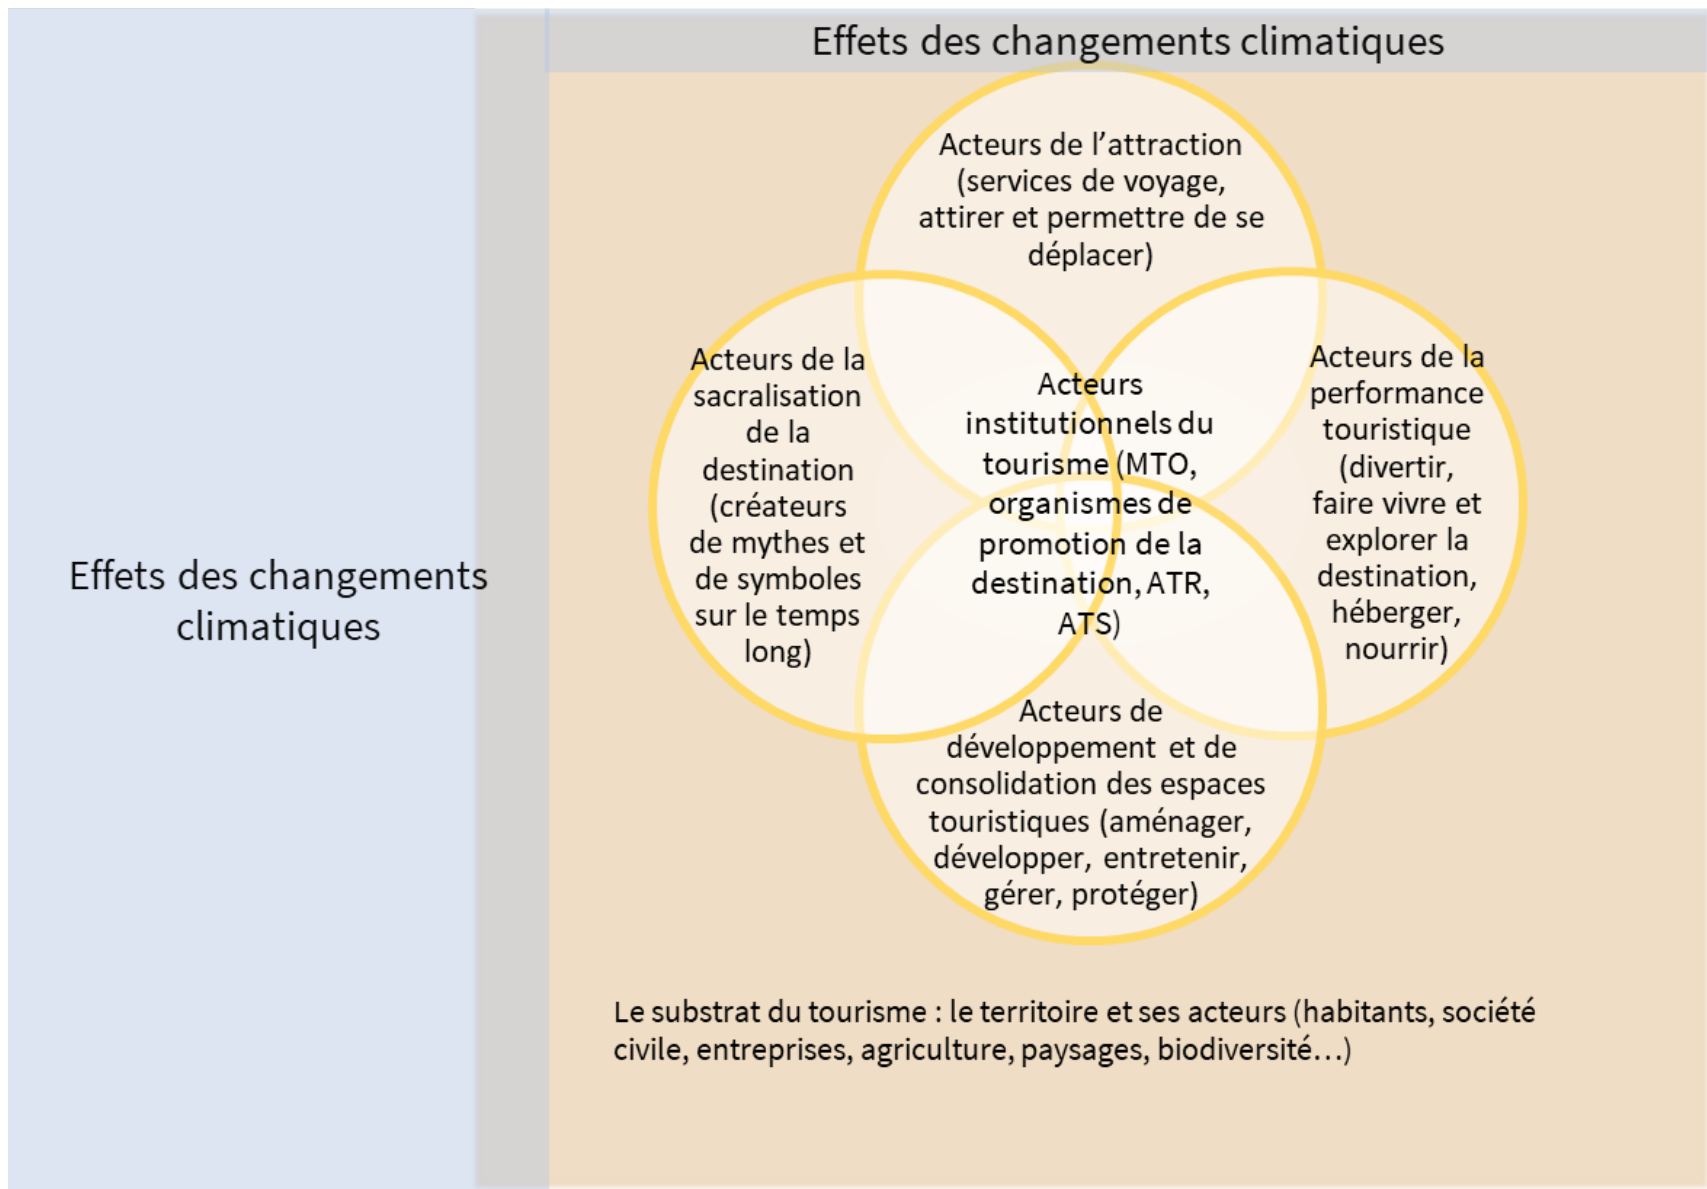 Effets des changements climatiques
Effets des changements
climatiques
Acteurs de l’attraction
(services de voyage,
attirer et permettre de se
déplacer)
Acteurs de la
sacralisation
de la
destination
(créateurs
de mythes et
de symboles
sur le temps
long)
Acteurs
institutionnels du
tourisme (MTO,
organismes de
promotion de la
destination, ATR,
ATS)
Acteurs de la
performance
touristique
(divertir,
faire vivre et
explorer la
destination,
héberger,
nourrir)
Acteurs de
développement et de
consolidation des espaces
touristiques (aménager,
développer, entretenir,
gérer, protéger)
Le substrat du tourisme : le territoire et ses acteurs (habitants, société
civile, entreprises, agriculture, paysages, biodiversité…)